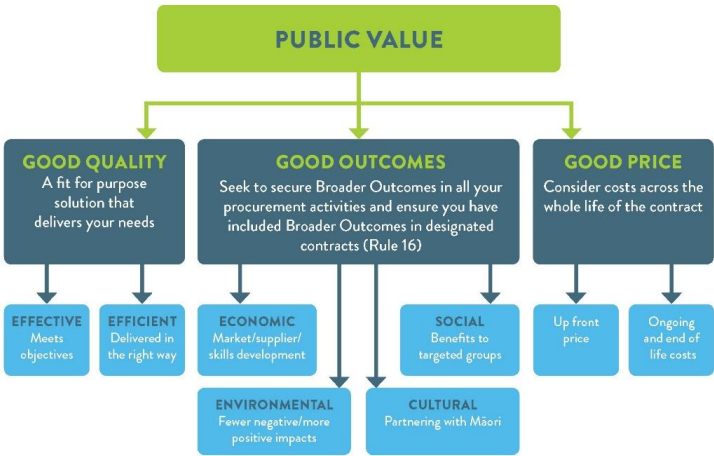 PUBLIC VALUE
GOOD QUALITY
A fit for purpose
solution that
delivers your needs
GOOD OUTCOMES
Seek to secure Broader Outcomes in all your
procurement activities and ensure you have
included Broader Outcomes in designated
contracts (Rule 16)
GOOD PRICE
Consider costs across the
whole life of the contract
EFFECTIVE
Meets
objectives
EFFICIENT
Delivered in
the right way
ECONOMIC
Market/supplier/
skills development
SOCIAL
Benefits to
targeted groups
Up front
price
Ongoing
and end of
life costs
ENVIRONMENTAL
Fewer negative/more
positive impacts
CULTURAL
Partnering with Māori